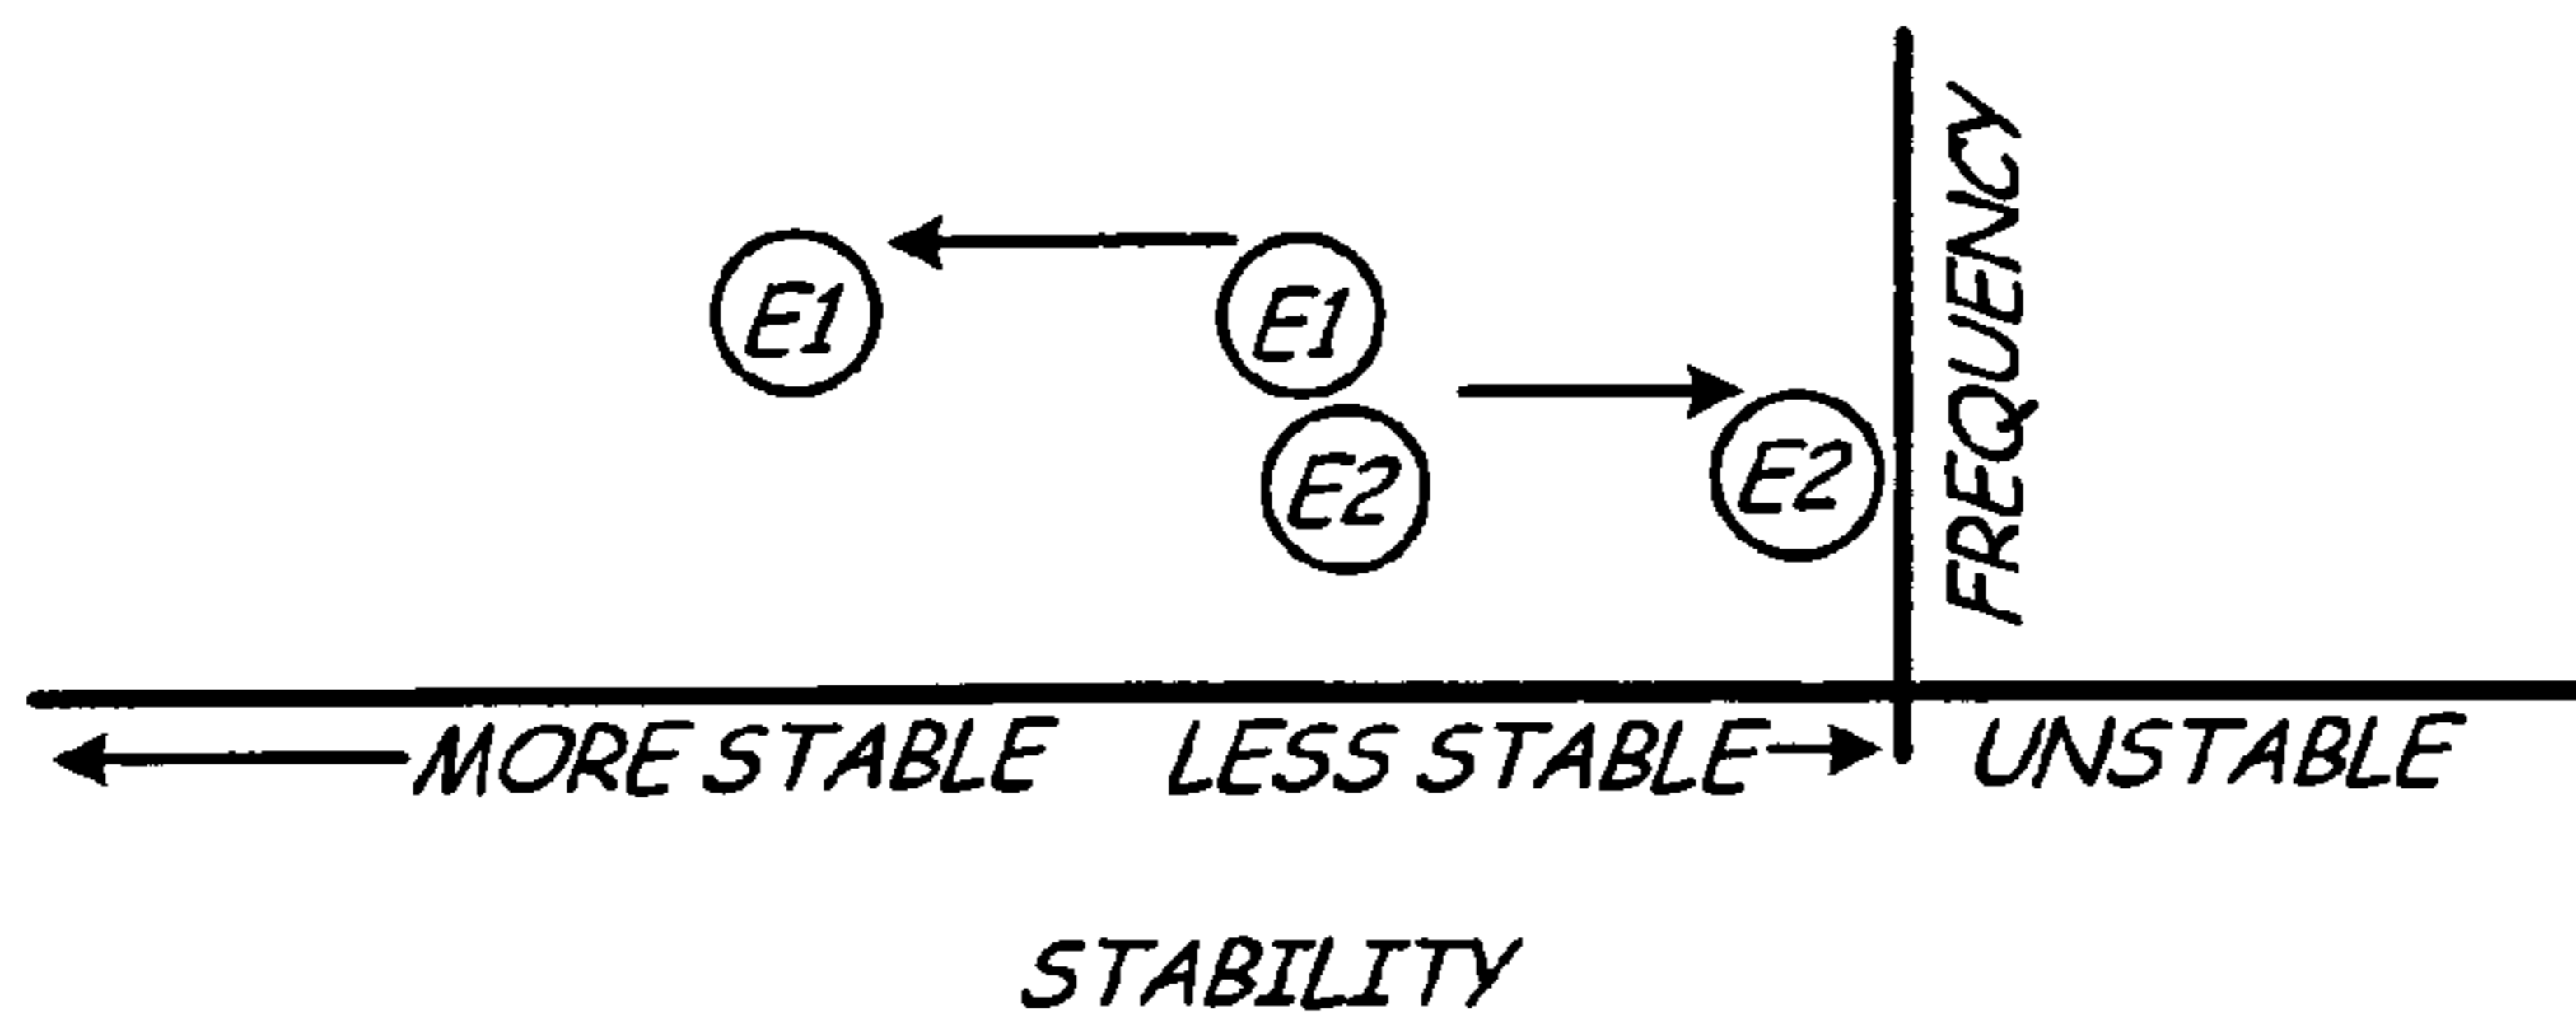 E1
E1
E2
E2
FREQUENCY
MORE STABLE
LESS STABLE
UNSTABLE
STABILITY